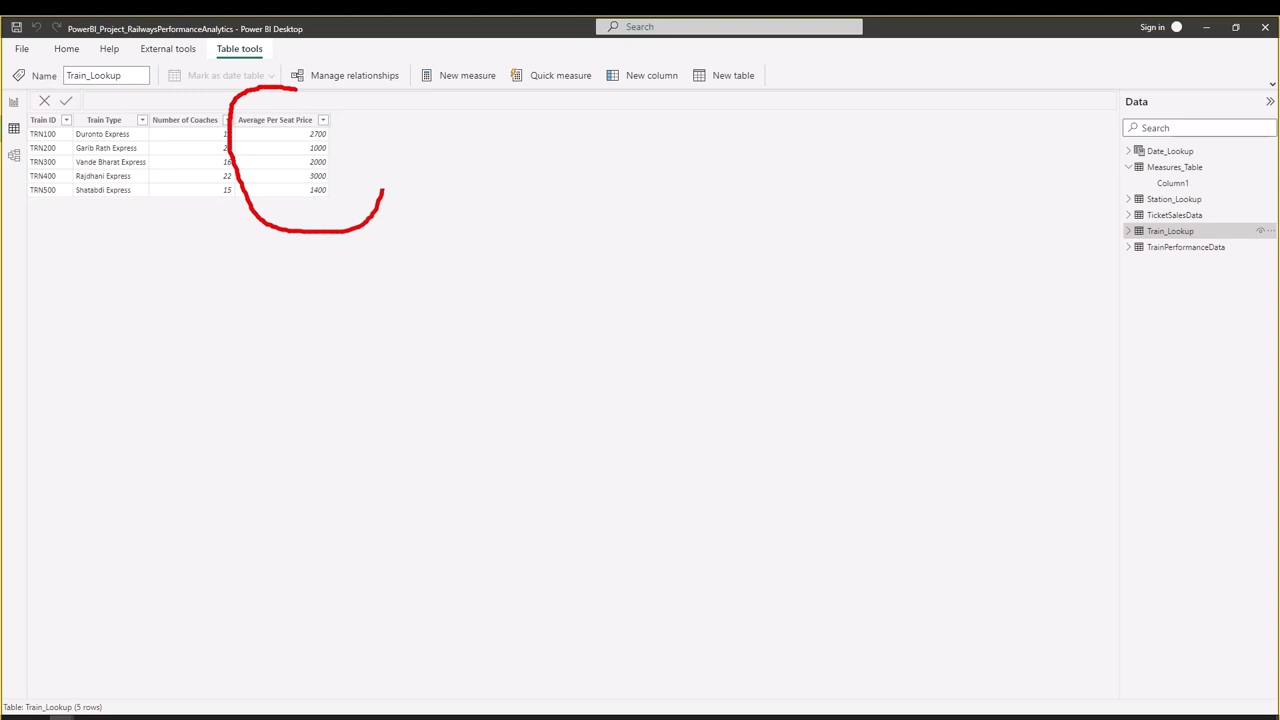 PowerBI_Project_RailwaysPerformanceAnalytics - Power BI Desktop
Search
Sign in
File Home Help External tools Table tools
Name Train_Lookup Mark as date table Manage relationships New measure Quick measure New column New table
Train ID Train Type Number of Coaches Average Per Seat Price
TRN100 Duronto Express 2700
TRN200 Garib Rath Express 1000
TRN300 Vande Bharat Express 16 2000
TRN400 Rajdhani Express 22 3000
TRN500 Shatabdi Express 15 1400
Data
Search
Date_Lookup
Measures_Table
Column1
Station_Lookup
TicketSalesData
Train_Lookup
TrainPerformanceData
Table: Train_Lookup (5 rows)